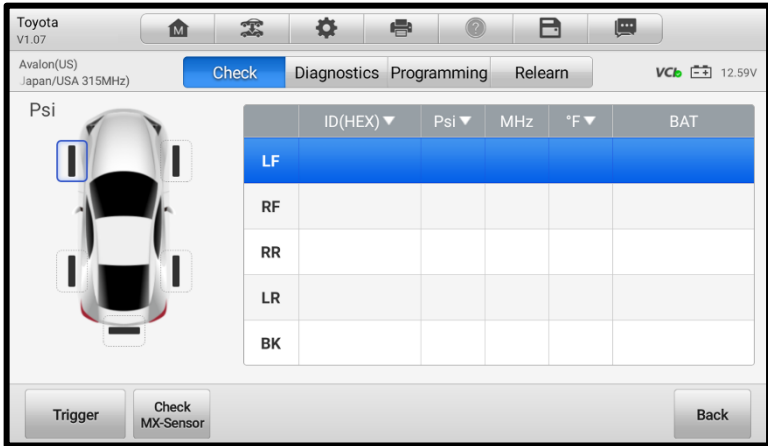 Toyota
V1.07
M
?
Avalon(US)
Japan/USA 315MHz)
Check
Diagnostics
Programming
Relearn
VCI
12.59V
Psi
ID(HEX)▼ Psi▼ MHz °F▼ BAT
LF
RF
RR
LR
BK
Trigger
Check
MX-Sensor
Back